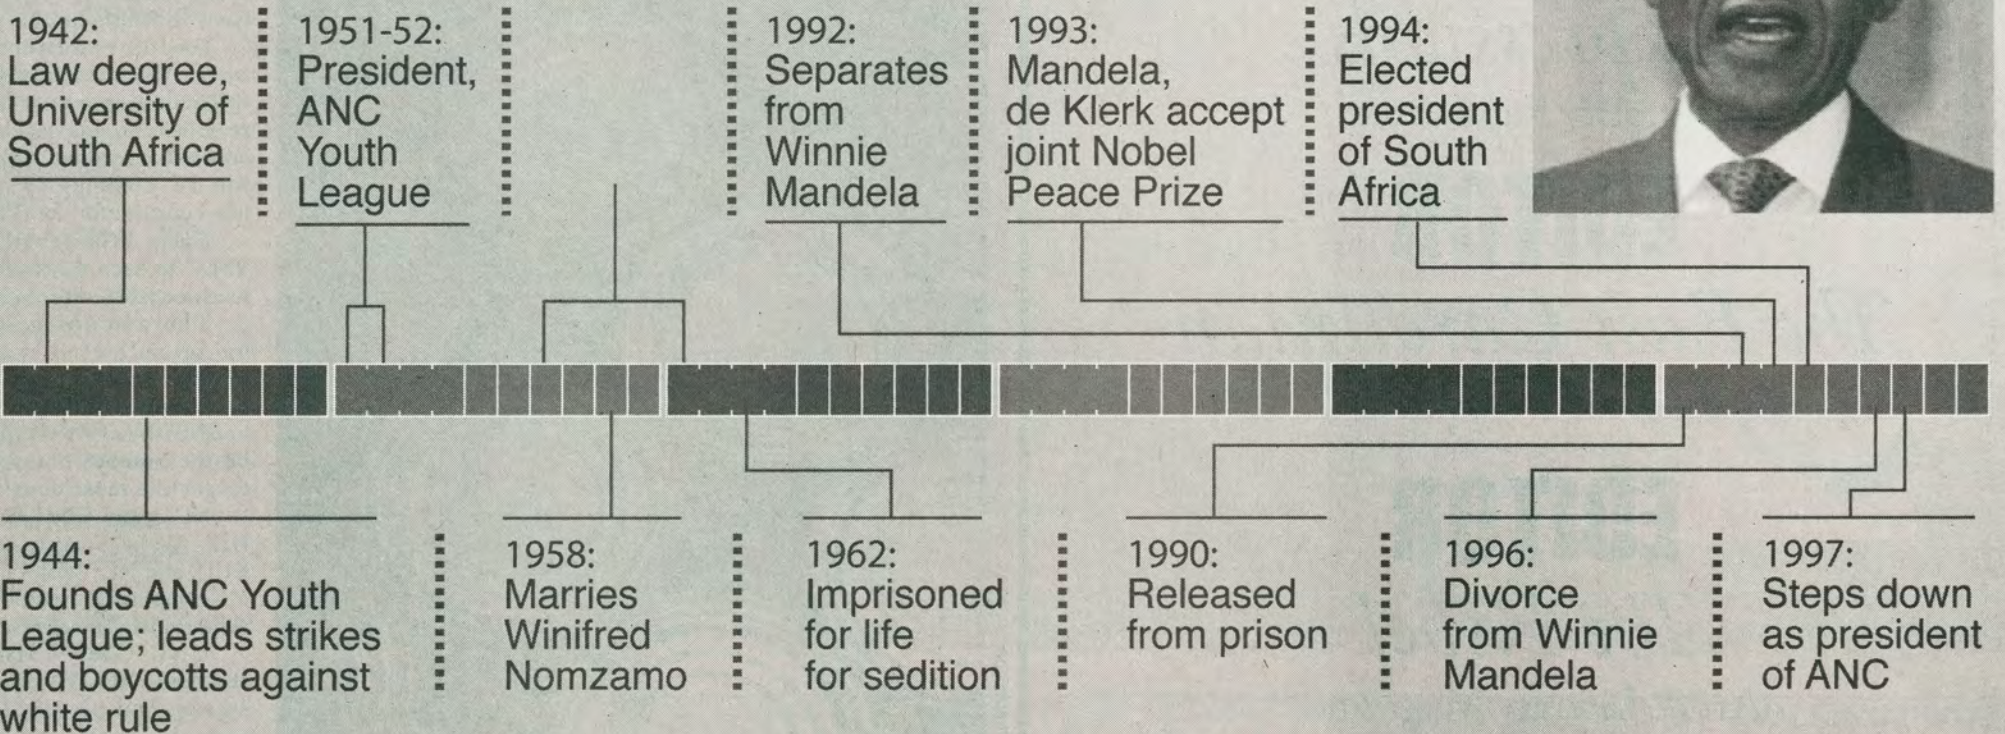 1942:
Law degree,
University of
South Africa
1951-52:
President,
ANC
Youth
League
1992:
Separates
from
Winnie
Mandela
1993:
Mandela,
de Klerk accept
joint Nobel
Peace Prize
1994:
Elected
president
of South
Africa
1944:
Founds ANC Youth
League; leads strikes
and boycotts against
white rule
1958:
Marries
Winifred
Nomzamo
1962:
Imprisoned
for life
for sedition
1990:
Released
from prison
1996:
Divorce
from Winnie
Mandela
1997:
Steps down
as president
of ANC